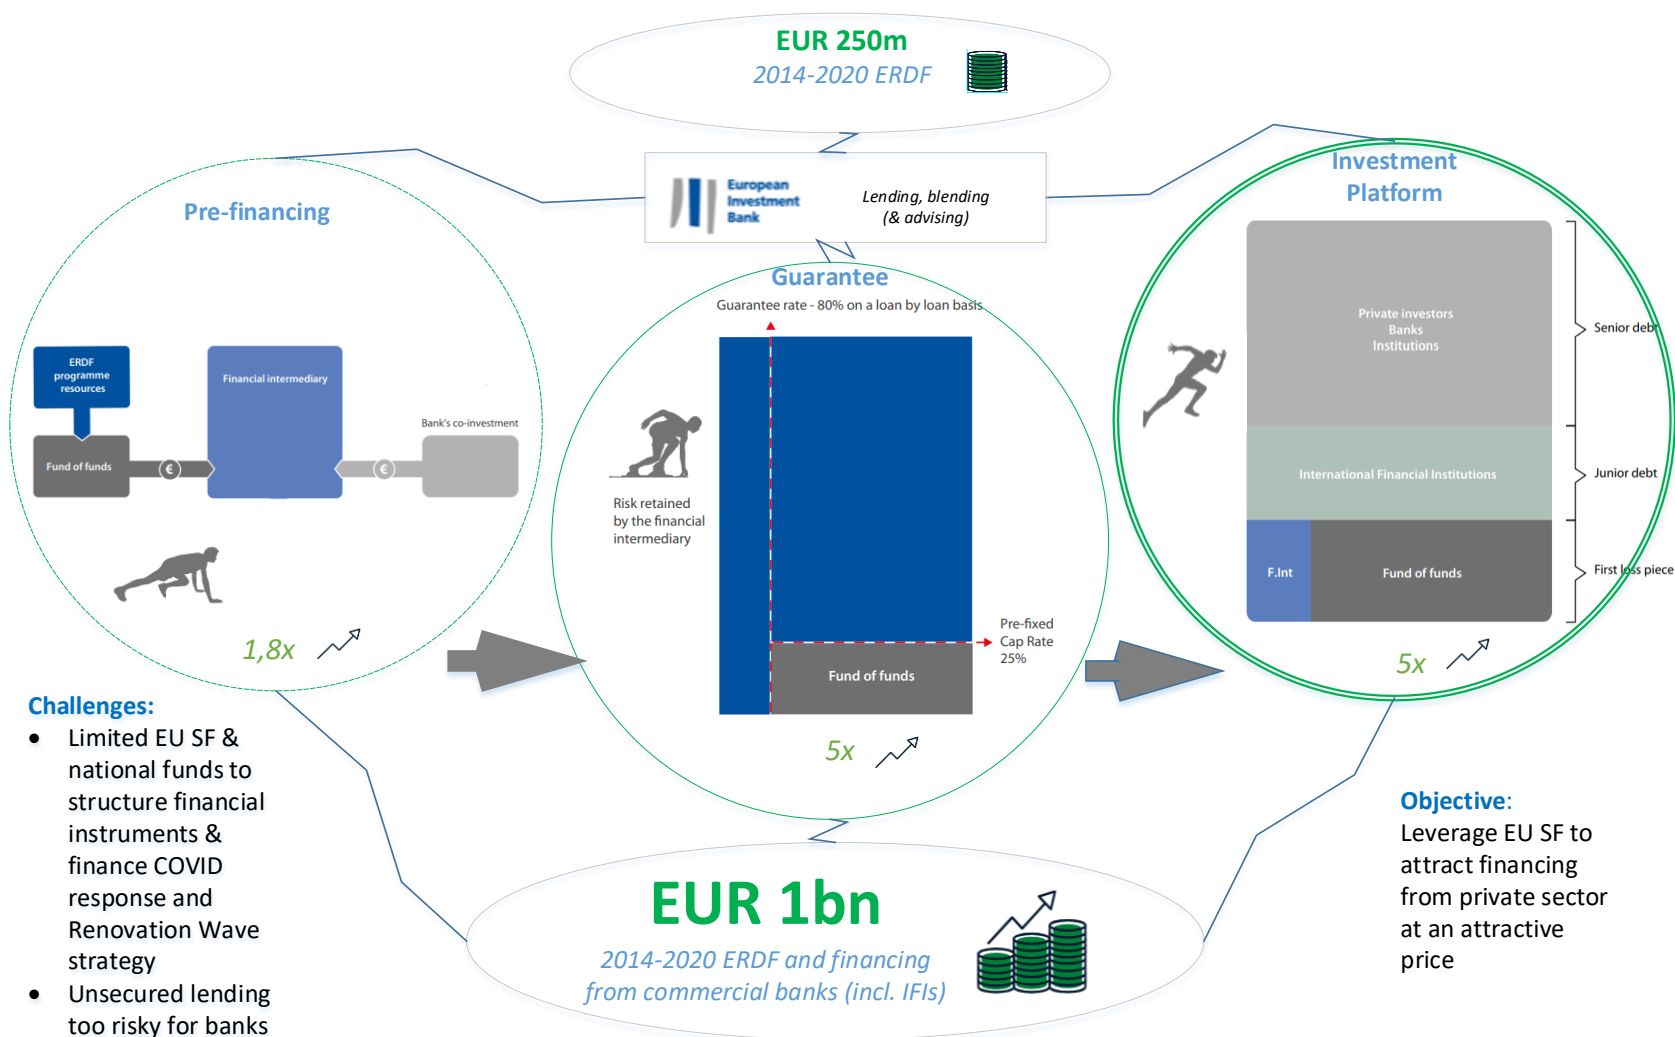 EUR 250m
2014-2020 ERDF
European
Investment
Bank
Lending, blending
(& advising)
Pre-financing
ERDF
programme
resources
Financial intermediary
Bank's co-investment
Fund of funds
€
€
1,8x
Guarantee
Guarantee rate - 80% on a loan by loan basis
Risk retained
by the financial
intermediary
Pre-fixed
Cap Rate
25%
Fund of funds
5x
Investment
Platform
Private investors
Banks
Institutions
Senior debt
International Financial Institutions
Junior debt
F.Int
Fund of funds
First loss piece
5x
Challenges:
• Limited EU SF &
national funds to
structure financial
instruments &
finance COVID
response and
Renovation Wave
strategy
• Unsecured lending
too risky for banks
EUR 1bn
2014-2020 ERDF and financing
from commercial banks (incl. IFIs)
Objective:
Leverage EU SF to
attract financing
from private sector
at an attractive
price